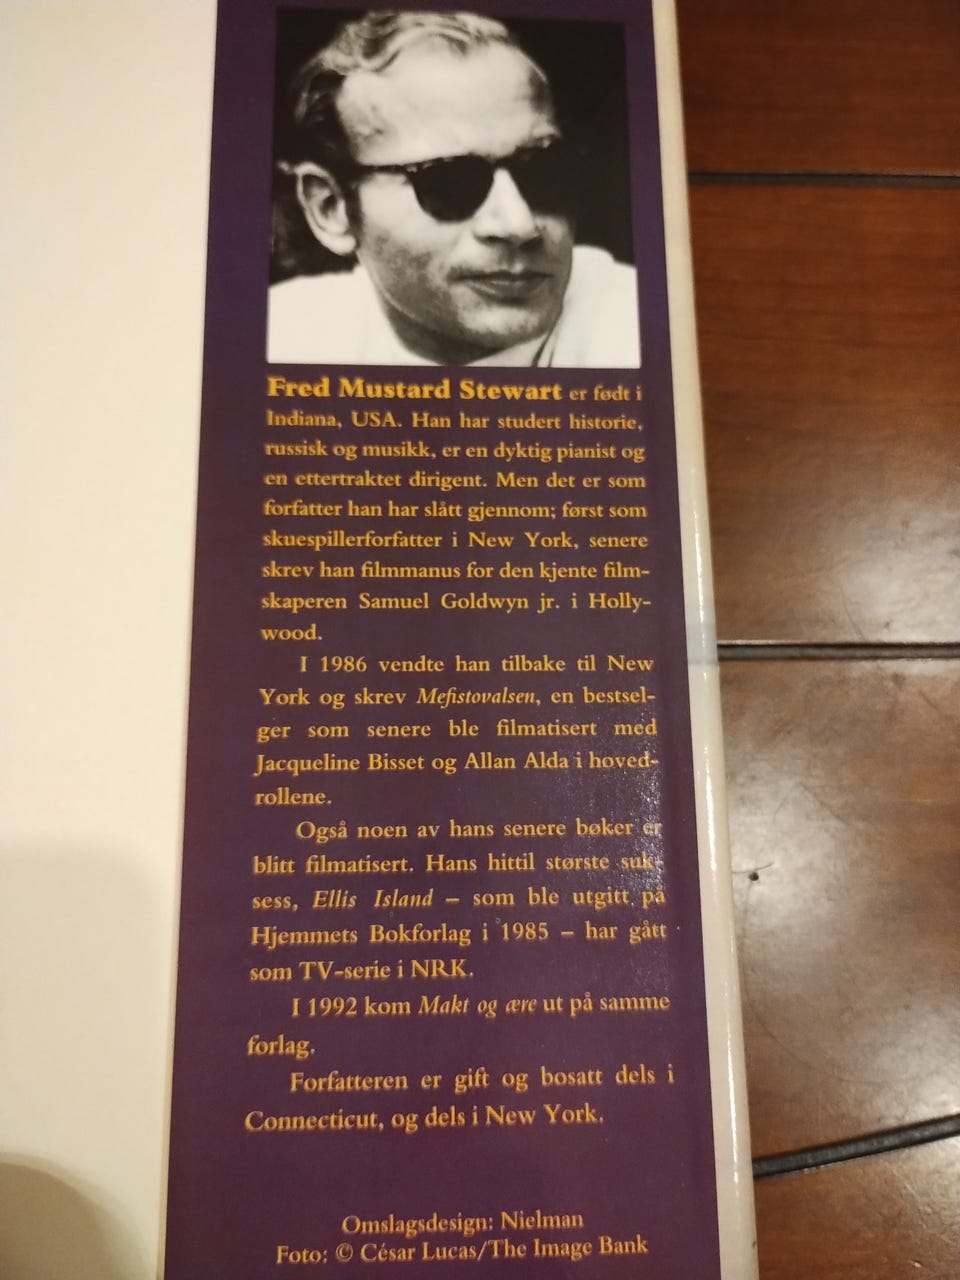 Fred Mustard Stewart er født i
Indiana, USA. Han har studert historie,
russisk og musikk, er en dyktig pianist og
en ettertraktet dirigent. Men det er som
forfatter han har slått gjennom; først som
skuespillerforfatter i New York, senere
skrev han filmmanus for den kjente film-
skaperen Samuel Goldwyn jr. i Holly-
wood.
I 1986 vendte han tilbake til New
York og skrev Mefistovalsen, en bestsel-
ger som senere ble filmatisert med
Jacqueline Bisset og Allan Alda i hoved-
rollene.
Også noen av hans senere bøker er
blitt filmatisert. Hans hittil største suk-
sess, Ellis Island – som ble utgitt på
Hjemmets Bokforlag i 1985 – har gått
som TV-serie i NRK.
I 1992 kom Makt og ære ut på samme
forlag.
Forfatteren er gift og bosatt dels i
Connecticut, og dels i New York.
Omslagsdesign: Nielman
Foto: © César Lucas/The Image Bank